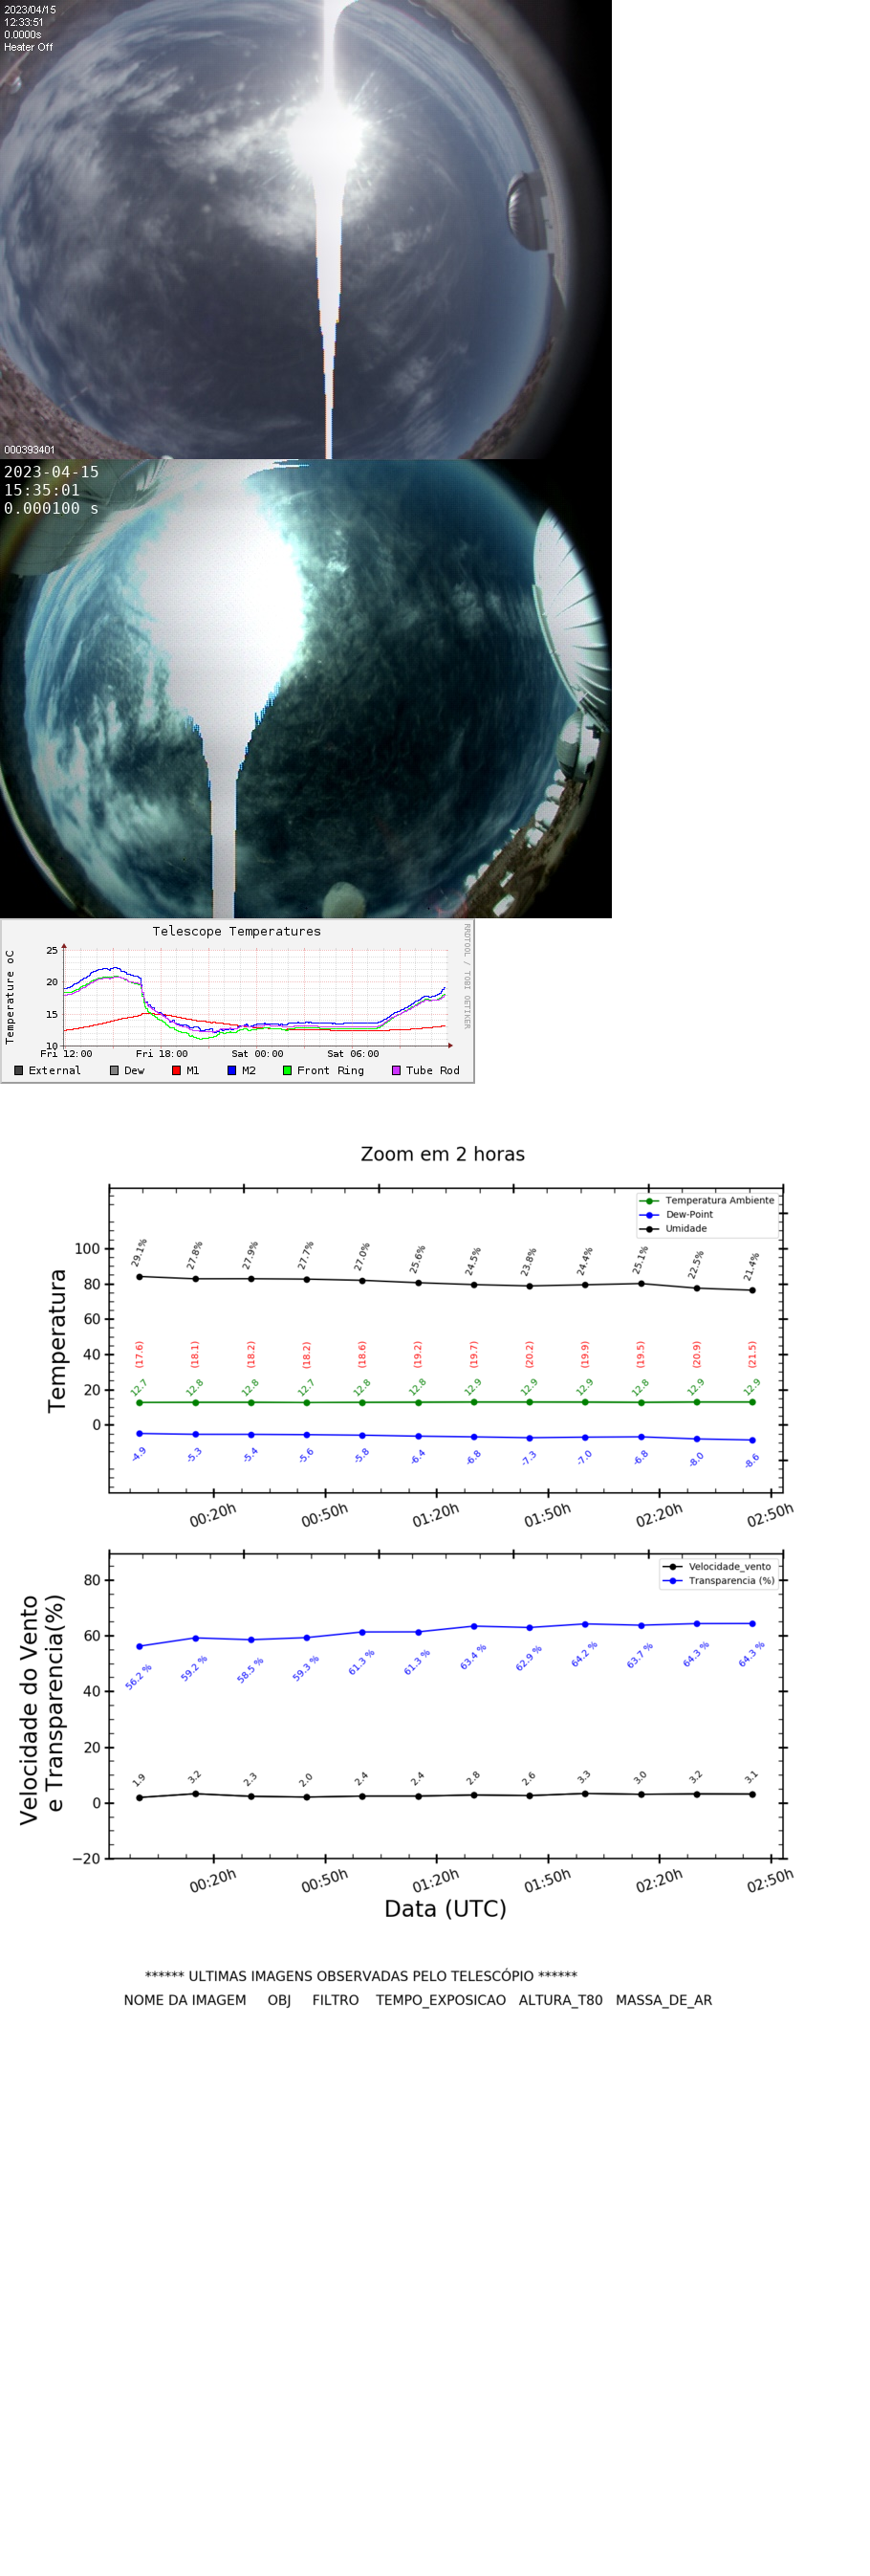 2023/04/15
12:33:51
0.0000s
Heater Off
000393401
2023-04-15
15:35:01
0.000100 s
Telescope Temperatures
RRDTOOL / TOBI OETIKER
Temperature oC
25
20
15
10
Fri 12:00 Fri 18:00 Sat 00:00 Sat 06:00
External Dew M1 M2 Front Ring Tube Rod
Zoom em 2 horas
Temperatura Ambiente
Dew-Point
Umidade
Temperatura
100
80
60
40
20
0
29.1% 27.8% 27.9% 27.7% 27.0% 25.6% 24.5% 23.8% 24.4% 25.1% 22.5% 21.4%
(17.6) (18.1) (18.2) (18.2) (18.6) (19.2) (19.7) (20.2) (19.9) (19.5) (20.9) (21.5)
12.7 12.8 12.8 12.7 12.8 12.8 12.9 12.9 12.9 12.8 12.9 12.9
-4.9 -5.3 -5.4 -5.6 -5.8 -6.4 -6.8 -7.3 -7.0 -6.8 -8.0 -8.6
00:20h 00:50h 01:20h 01:50h 02:20h 02:50h
Velocidade_vento
Transparencia (%)
Velocidade do Vento
e Transparencia(%)
80
60
40
20
0
−20
56.2 % 59.2 % 58.5 % 59.3 % 61.3 % 61.3 % 63.4 % 62.9 % 64.2 % 63.7 % 64.3 % 64.3 %
1.9 3.2 2.3 2.0 2.4 2.4 2.8 2.6 3.3 3.0 3.2 3.1
00:20h 00:50h 01:20h 01:50h 02:20h 02:50h
Data (UTC)
****** ULTIMAS IMAGENS OBSERVADAS PELO TELESCÓPIO ******
NOME DA IMAGEM OBJ FILTRO TEMPO_EXPOSICAO ALTURA_T80 MASSA_DE_AR